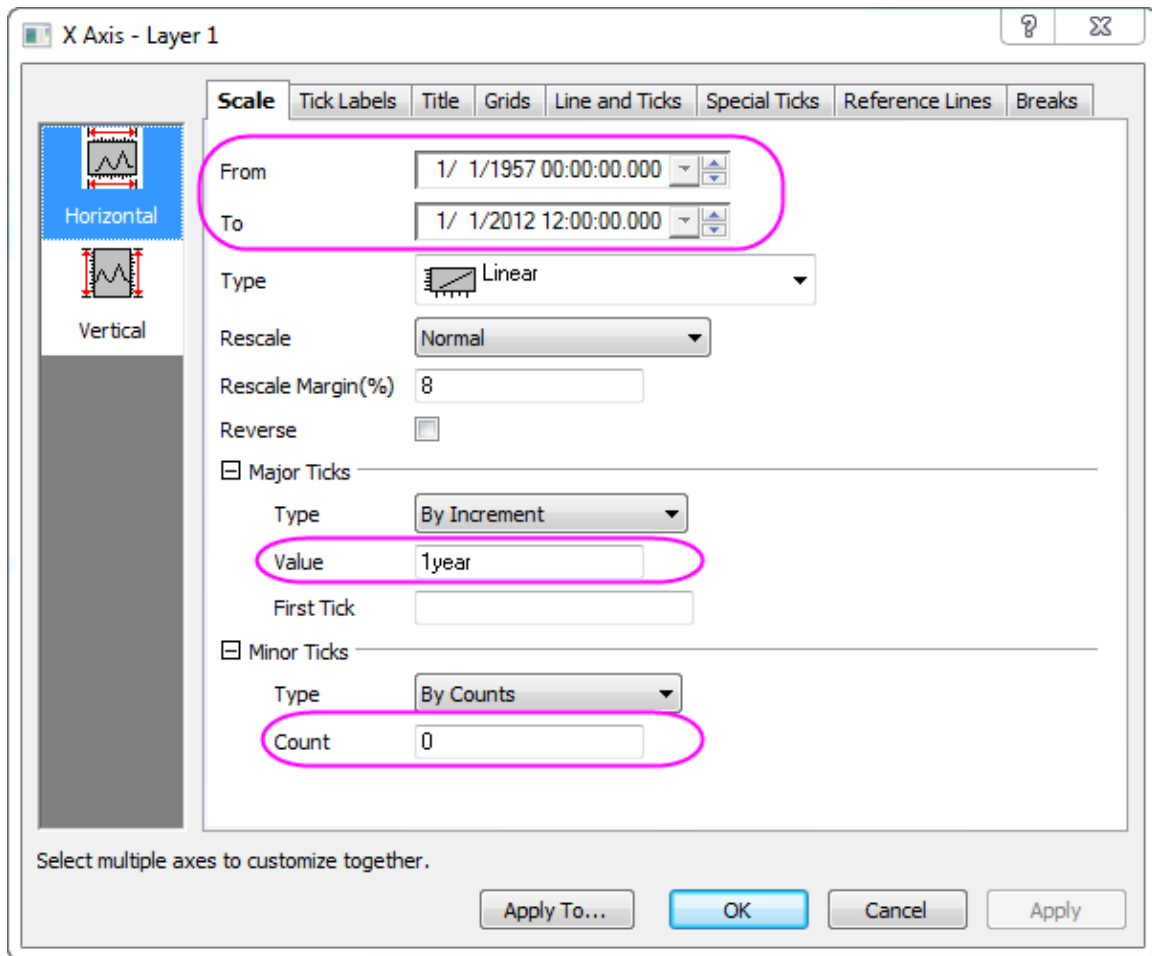 X Axis - Layer 1
Scale Tick Labels Title Grids Line and Ticks Special Ticks Reference Lines Breaks
Horizontal
Vertical
From 1/ 1/1957 00:00:00.000
To 1/ 1/2012 12:00:00.000
Type Linear
Rescale Normal
Rescale Margin(%) 8
Reverse
Major Ticks
Type By Increment
Value 1year
First Tick
Minor Ticks
Type By Counts
Count 0
Select multiple axes to customize together.
Apply To... OK Cancel Apply